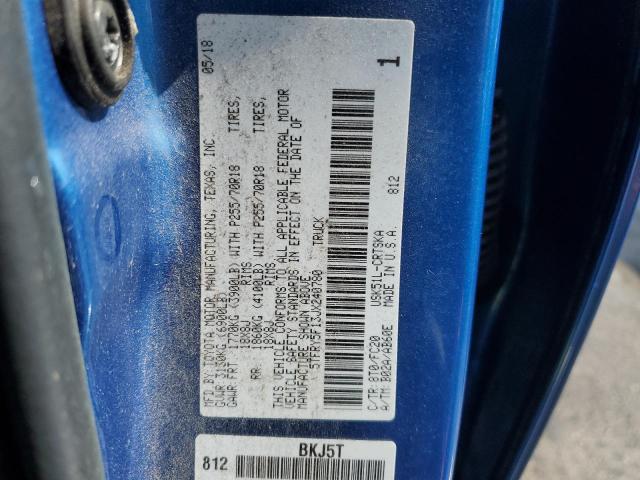 MFD.BY:TOYOTA MOTOR MANUFACTURING, TEXAS, INC 05/18
GVWR 3130KG(6900LB)
GAWR FRT 1770KG (3900LB) WITH P255/70R18 TIRES,
18X8J RIMS
RR 1860KG (4100LB) WITH P255/70R18 TIRES,
18X8J RIMS
THIS VEHICLE CONFORMS TO ALL APPLICABLE FEDERAL MOTOR
VEHICLE SAFETY STANDARDS IN EFFECT ON THE DATE OF
MANUFACTURE SHOWN ABOVE.
5TFRY5F13JX240780 TRUCK
C/TR: 8T0/FC20 USK51L-CRTSKA 812
A/TM: B02A/AB60E MADE IN U.S.A.
1
812 BKJ5T